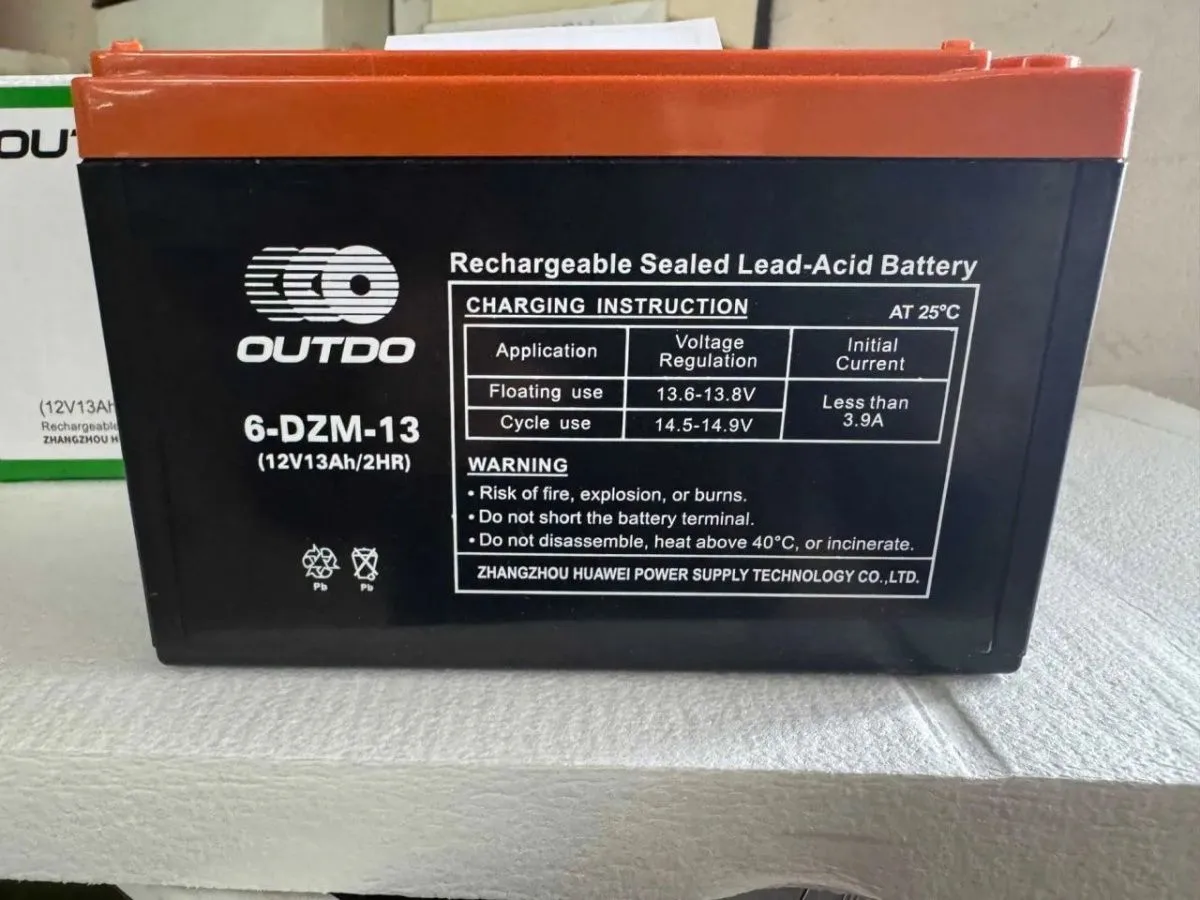 OUT
(12V13Ah
Rechargeable
ZHANGZHOU H
OUTDO
6-DZM-13
(12V13Ah/2HR)
Pb
Pb
Rechargeable Sealed Lead-Acid Battery
CHARGING INSTRUCTION
AT 25°C
Application
Voltage
Regulation
Initial
Current
Floating use
13.6-13.8V
Cycle use
14.5-14.9V
Less than
3.9A
WARNING
• Risk of fire, explosion, or burns.
• Do not short the battery terminal.
• Do not disassemble, heat above 40°C, or incinerate.
ZHANGZHOU HUAWEI POWER SUPPLY TECHNOLOGY CO.,LTD.